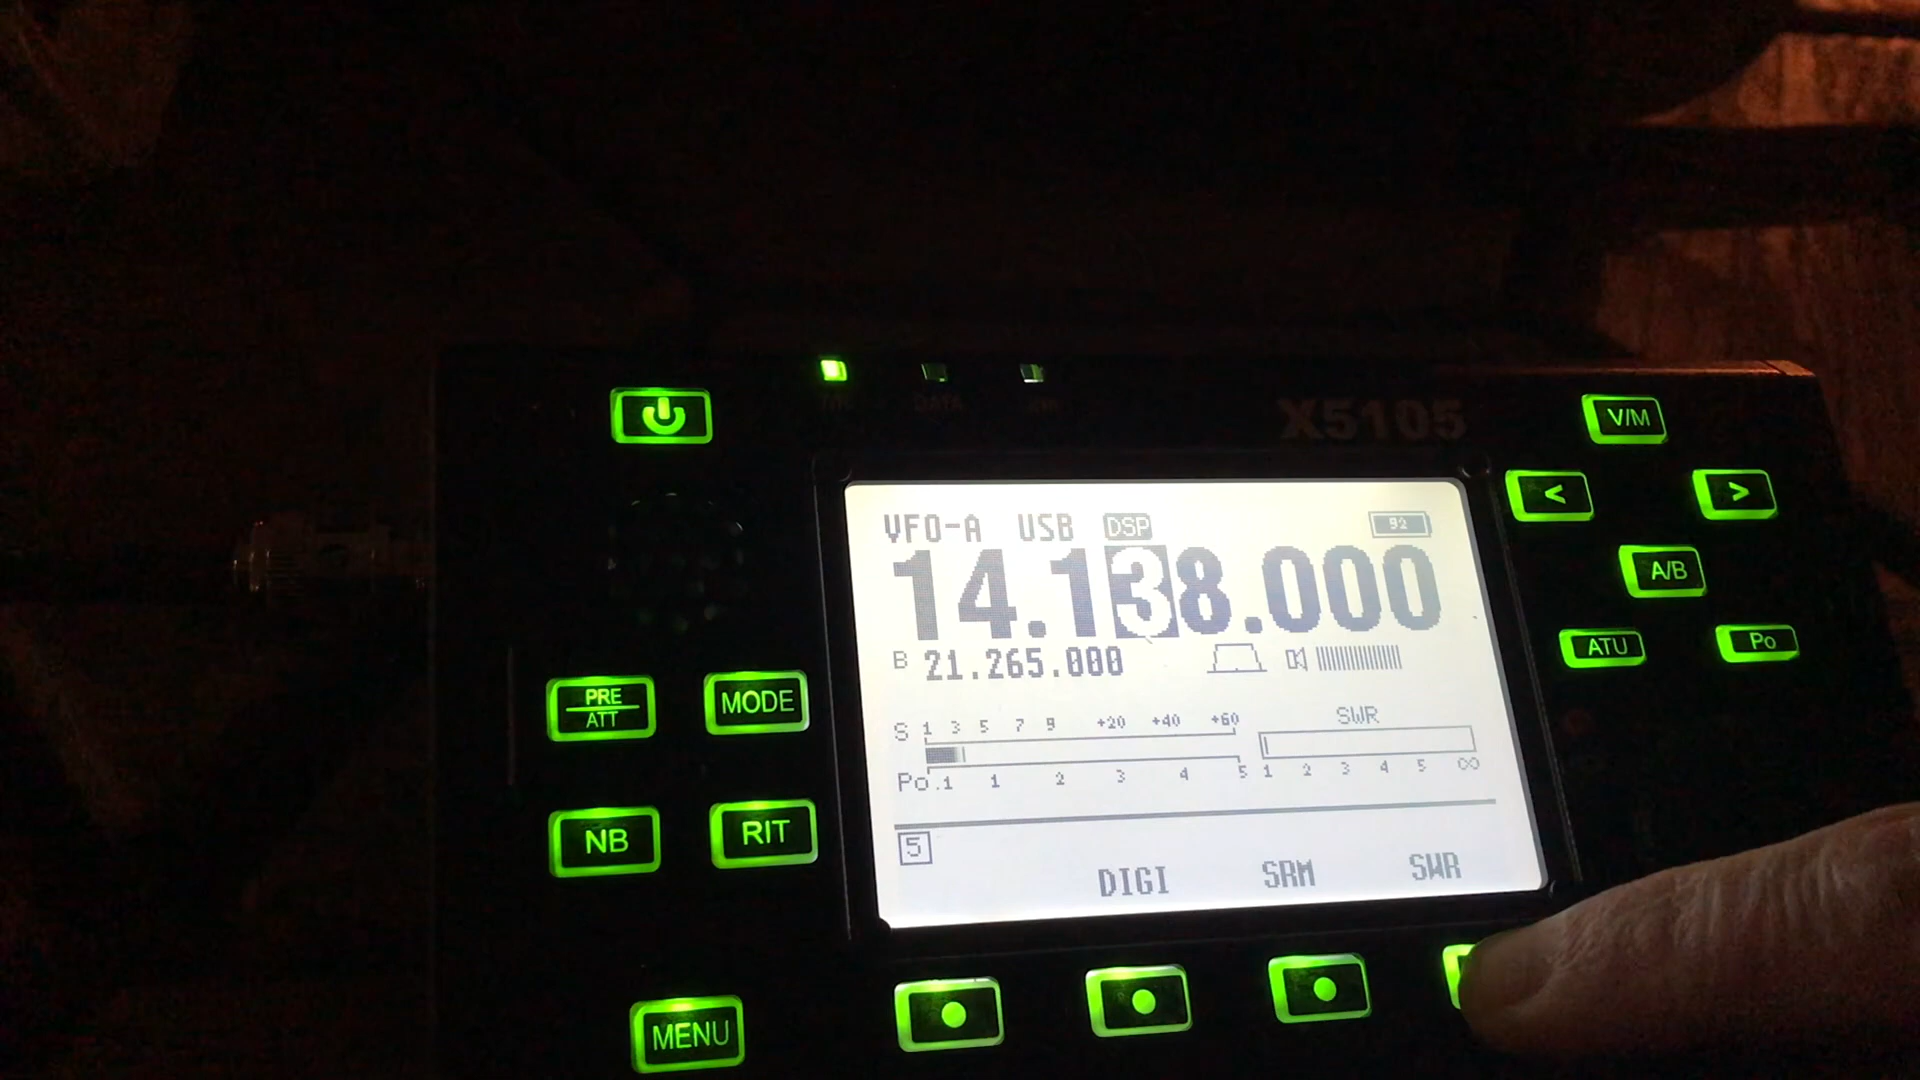 DATA
X5105
V/M
< >
A/B
ATU Po
PRE
ATT
MODE
NB
RIT
MENU
VFO-A USB DSP 92
14.138.000
B 21.265.000
S 1 3 5 7 9 +20 +40 +60
Po .1 1 2 3 4 5
SWR
1 2 3 4 5 ∞
5
DIGI SRM SWR